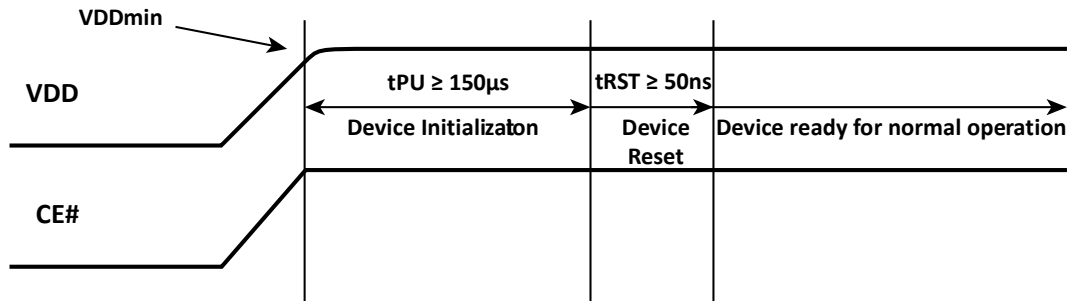 VDDmin
VDD
tPU ≥ 150µs
tRST ≥ 50ns
Device Initializaton
Device
Reset
Device ready for normal operation
CE#